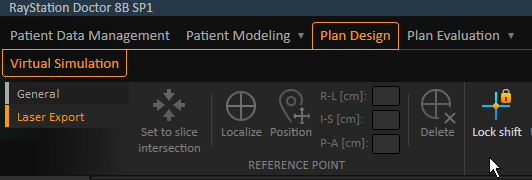 RayStation Doctor 8B SP1
Patient Data Management Patient Modeling Plan Design Plan Evaluation
Virtual Simulation
General
Laser Export
Set to slice intersection
Localize
Position
R-L [cm]:
I-S [cm]:
P-A [cm]:
Delete
Lock shift
REFERENCE POINT